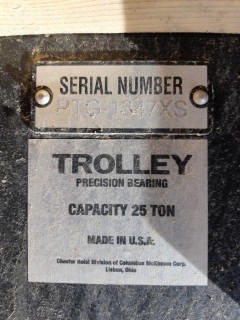 SERIAL NUMBER
PTG-1347XS
TROLLEY
PRECISION BEARING
CAPACITY 25 TON
MADE IN U.S.A.
Chester Hoist Division of Columbus McKinnon Corp.
Lisbon, Ohio